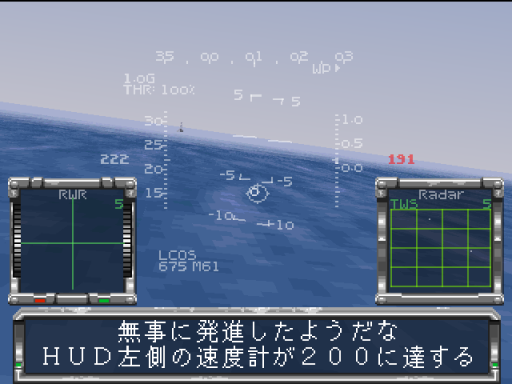 35 00 01 02 03
WP
1.0G
THR: 100%
5 5
30 1.0
25 0.5
222 191
20 0.0
-5 -5
15
-10 -10
RWR
5
Radar
TWS 5
LCOS
675 M61
無事に発進したようだな
HUD左側の速度計が200に達する